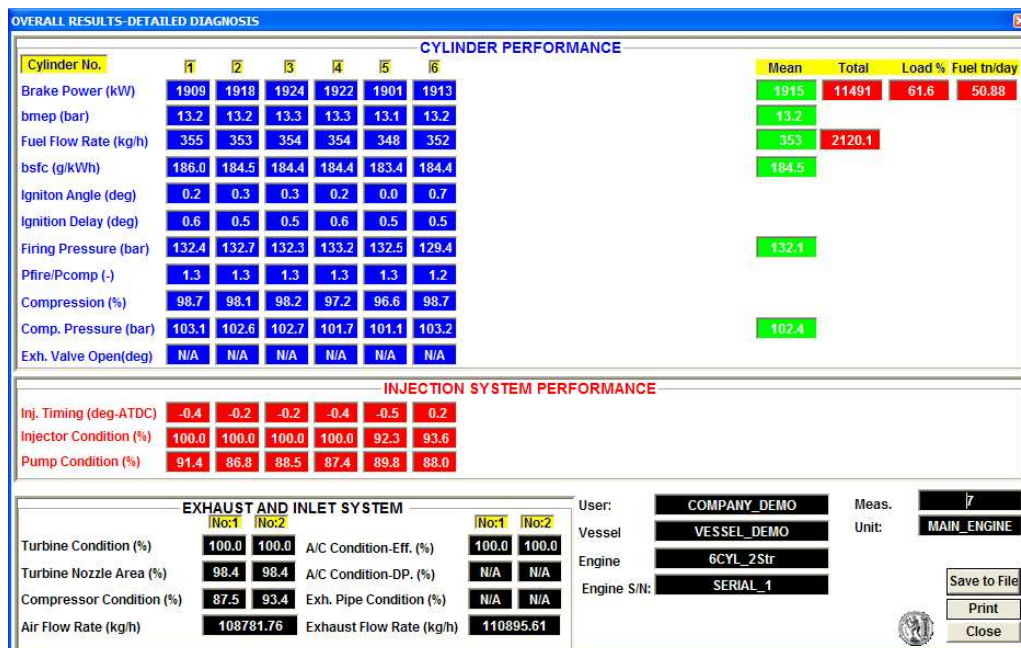 OVERALL RESULTS-DETAILED DIAGNOSIS
CYLINDER PERFORMANCE
Cylinder No. 1 2 3 4 5 6 Mean Total Load % Fuel tn/day
Brake Power (kW) 1909 1918 1924 1922 1901 1913 1915 11491 61.6 50.88
bmep (bar) 13.2 13.2 13.3 13.3 13.1 13.2 13.2
Fuel Flow Rate (kg/h) 355 353 354 354 348 352 353 2120.1
bsfc (g/kWh) 186.0 184.5 184.4 184.4 183.4 184.4 184.5
Igniton Angle (deg) 0.2 0.3 0.3 0.2 0.0 0.7
Ignition Delay (deg) 0.6 0.5 0.5 0.6 0.5 0.5
Firing Pressure (bar) 132.4 132.7 132.3 133.2 132.5 129.4 132.1
Pfire/Pcomp (-) 1.3 1.3 1.3 1.3 1.3 1.2
Compression (%) 98.7 98.1 98.2 97.2 96.6 98.7
Comp. Pressure (bar) 103.1 102.6 102.7 101.7 101.1 103.2 102.4
Exh. Valve Open(deg) N/A N/A N/A N/A N/A N/A
INJECTION SYSTEM PERFORMANCE
Inj. Timing (deg-ATDC) -0.4 -0.2 -0.2 -0.4 -0.5 0.2
Injector Condition (%) 100.0 100.0 100.0 100.0 92.3 93.6
Pump Condition (%) 91.4 86.8 88.5 87.4 89.8 88.0
EXHAUST AND INLET SYSTEM
No:1 No:2 No:1 No:2
Turbine Condition (%) 100.0 100.0 A/C Condition-Eff. (%) 100.0 100.0
Turbine Nozzle Area (%) 98.4 98.4 A/C Condition-DP. (%) N/A N/A
Compressor Condition (%) 87.5 93.4 Exh. Pipe Condition (%) N/A N/A
Air Flow Rate (kg/h) 108781.76 Exhaust Flow Rate (kg/h) 110895.61
User: COMPANY_DEMO Meas. 7
Vessel VESSEL_DEMO Unit: MAIN_ENGINE
Engine 6CYL_2Str
Engine S/N: SERIAL_1
Save to File
Print
Close